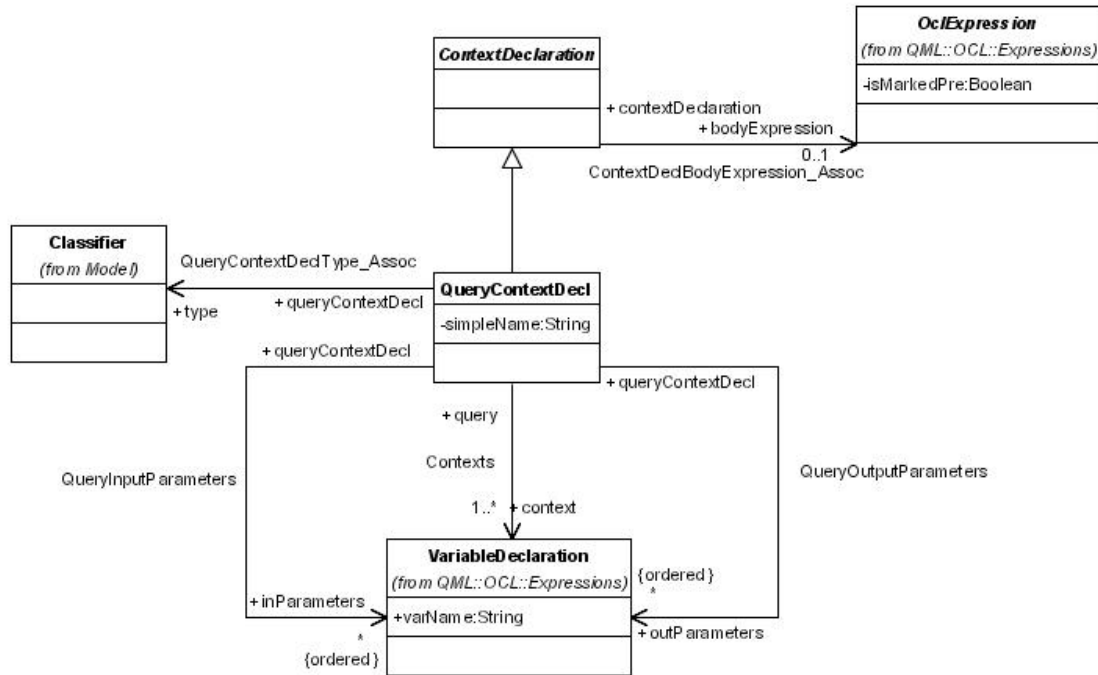 OclExpression
(from QML::OCL::Expressions)
-isMarkedPre:Boolean
ContextDeclaration
+ contextDeclaration
+ bodyExpression
0..1
ContextDeclBodyExpression_Assoc
Classifier
(from Model)
QueryContextDeclType_Assoc
+ queryContextDecl
+ type
QueryContextDecl
-simpleName:String
+ queryContextDecl
+ queryContextDecl
+ query
Contexts
QueryInputParameters
QueryOutputParameters
1..*
+ context
VariableDeclaration
(from QML::OCL::Expressions)
+varName:String
{ordered}
*
+ inParameters
*
{ordered}
+ outParameters